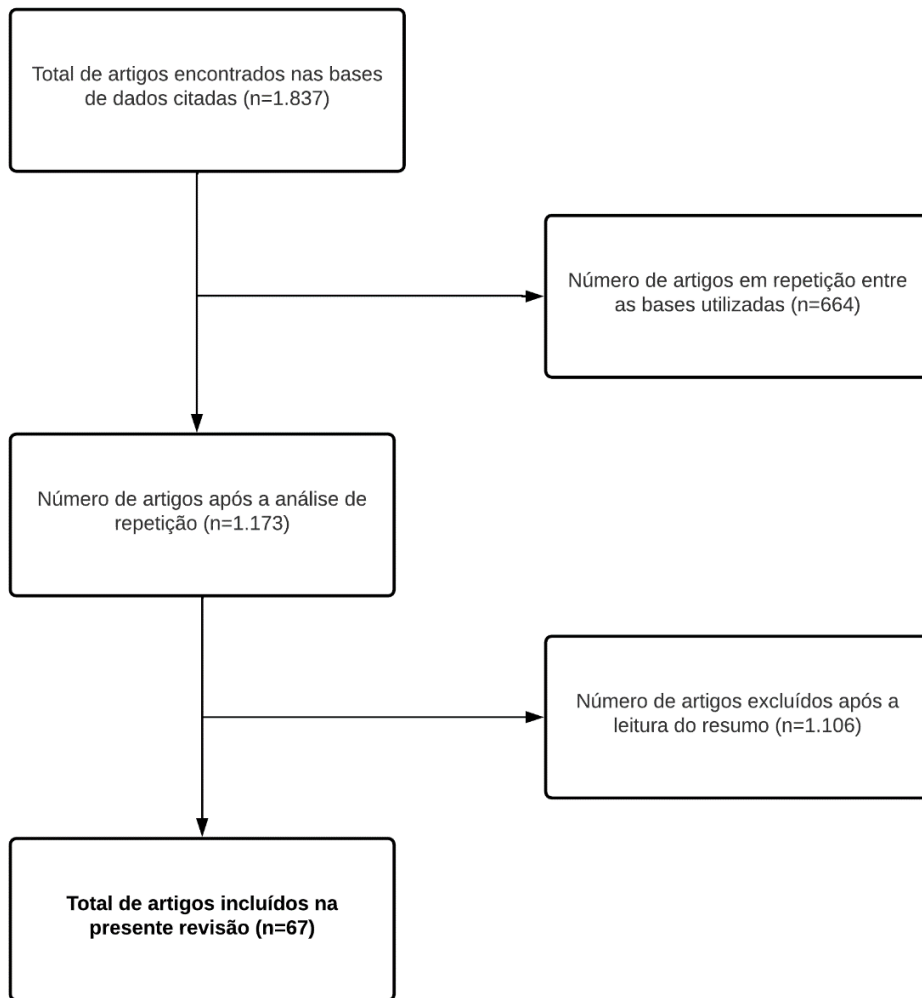 Total de artigos encontrados nas bases
de dados citadas (n=1.837)
Número de artigos em repetição entre
as bases utilizadas (n=664)
Número de artigos após a análise de
repetição (n=1.173)
Número de artigos excluídos após a
leitura do resumo (n=1.106)
Total de artigos incluídos na
presente revisão (n=67)